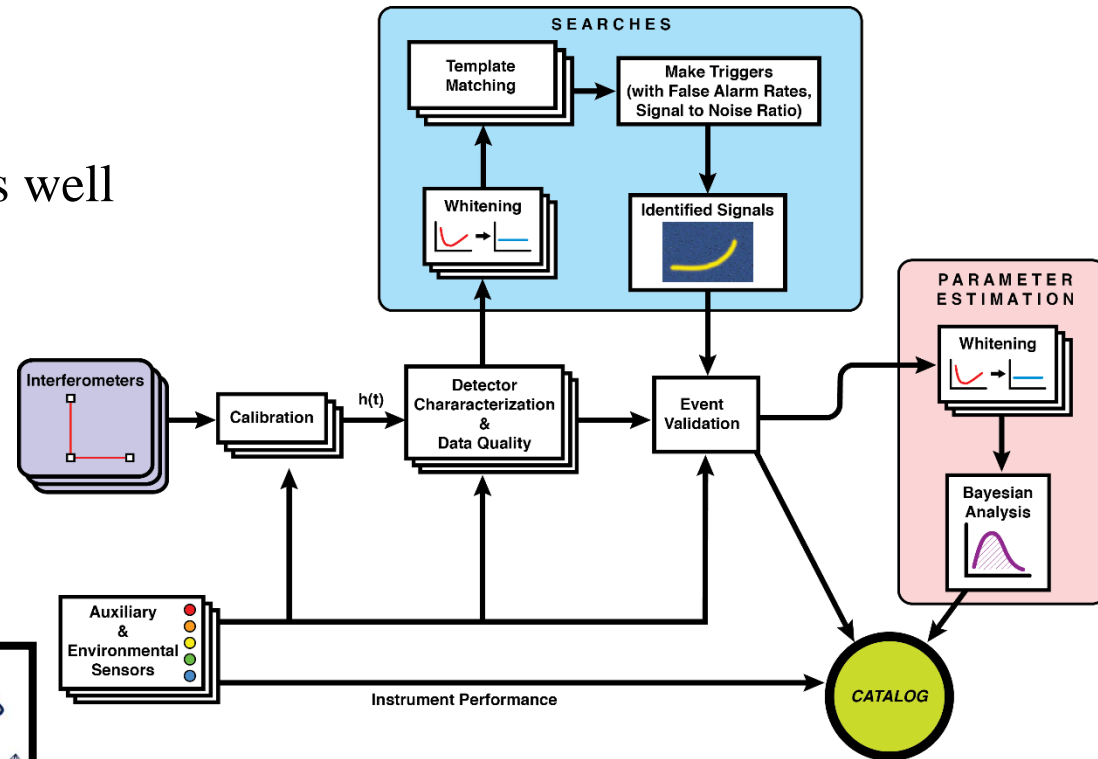 SEARCHES
Template
Matching
Make Triggers
(with False Alarm Rates,
Signal to Noise Ratio)
s well
Whitening
Identified Signals
PARAMETER
ESTIMATION
Whitening
Interferometers
Calibration
h(t)
Detector
Chararacterization
&
Data Quality
Event
Validation
Bayesian
Analysis
Auxiliary
&
Environmental
Sensors
Instrument Performance
CATALOG